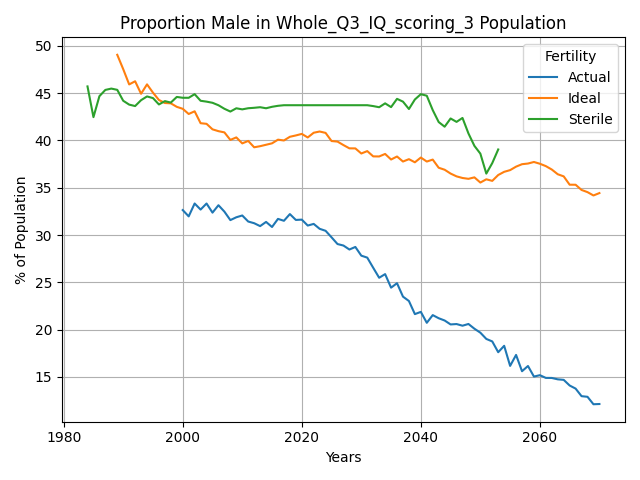 Proportion Male in Whole_Q3_IQ_scoring_3 Population
Fertility
Actual
Ideal
Sterile
% of Population
50
45
40
35
30
25
20
15
1980
2000
2020
2040
2060
Years